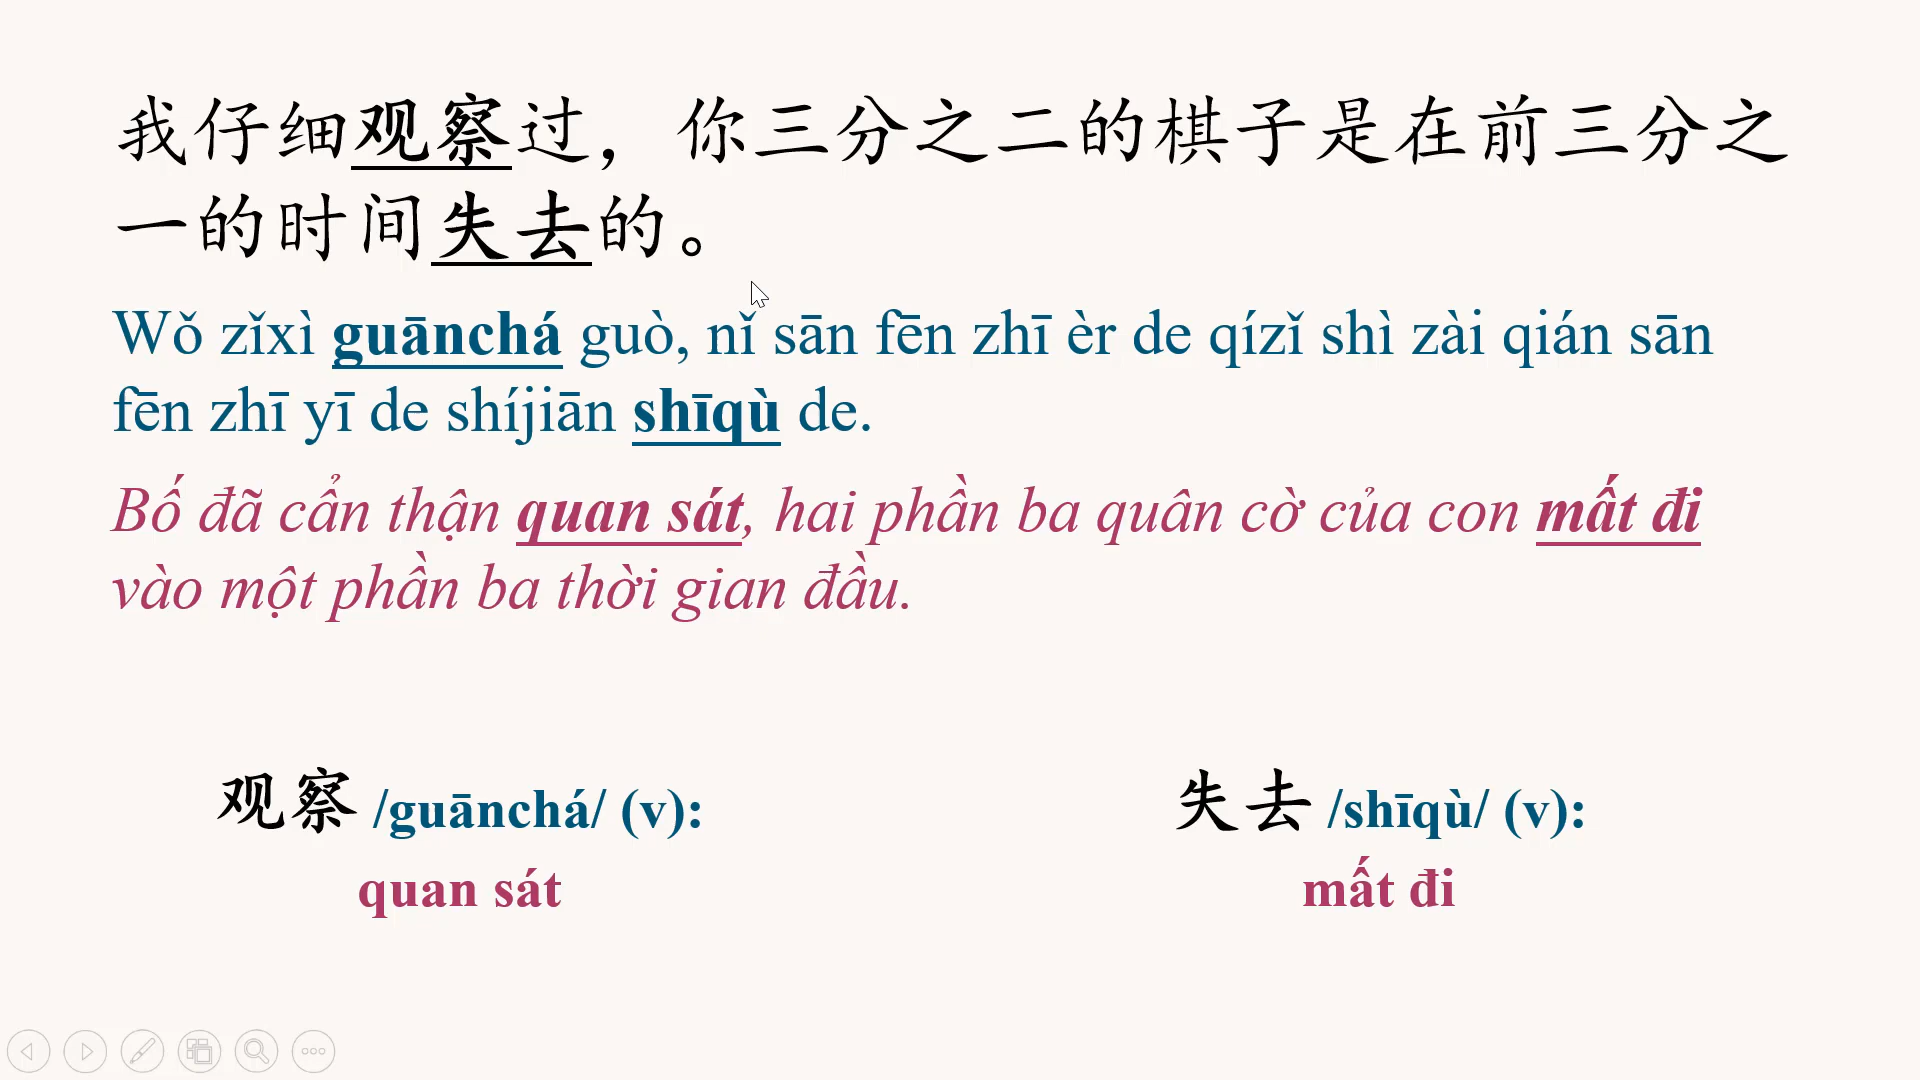 我仔细观察过，你三分之二的棋子是在前三分之
一的时间失去的。
Wǒ zǐxì guānchá guò, nǐ sān fēn zhī èr de qízǐ shì zài qián sān
fēn zhī yī de shíjiān shīqù de.
Bố đã cẩn thận quan sát, hai phần ba quân cờ của con mất đi
vào một phần ba thời gian đầu.
观察 /guānchá/ (v):
quan sát
失去 /shīqù/ (v):
mất đi